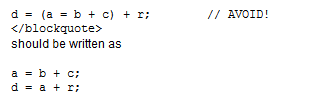 d = (a = b + c) + r;        // AVOID!
</blockquote>
should be written as
a = b + c;
d = a + r;